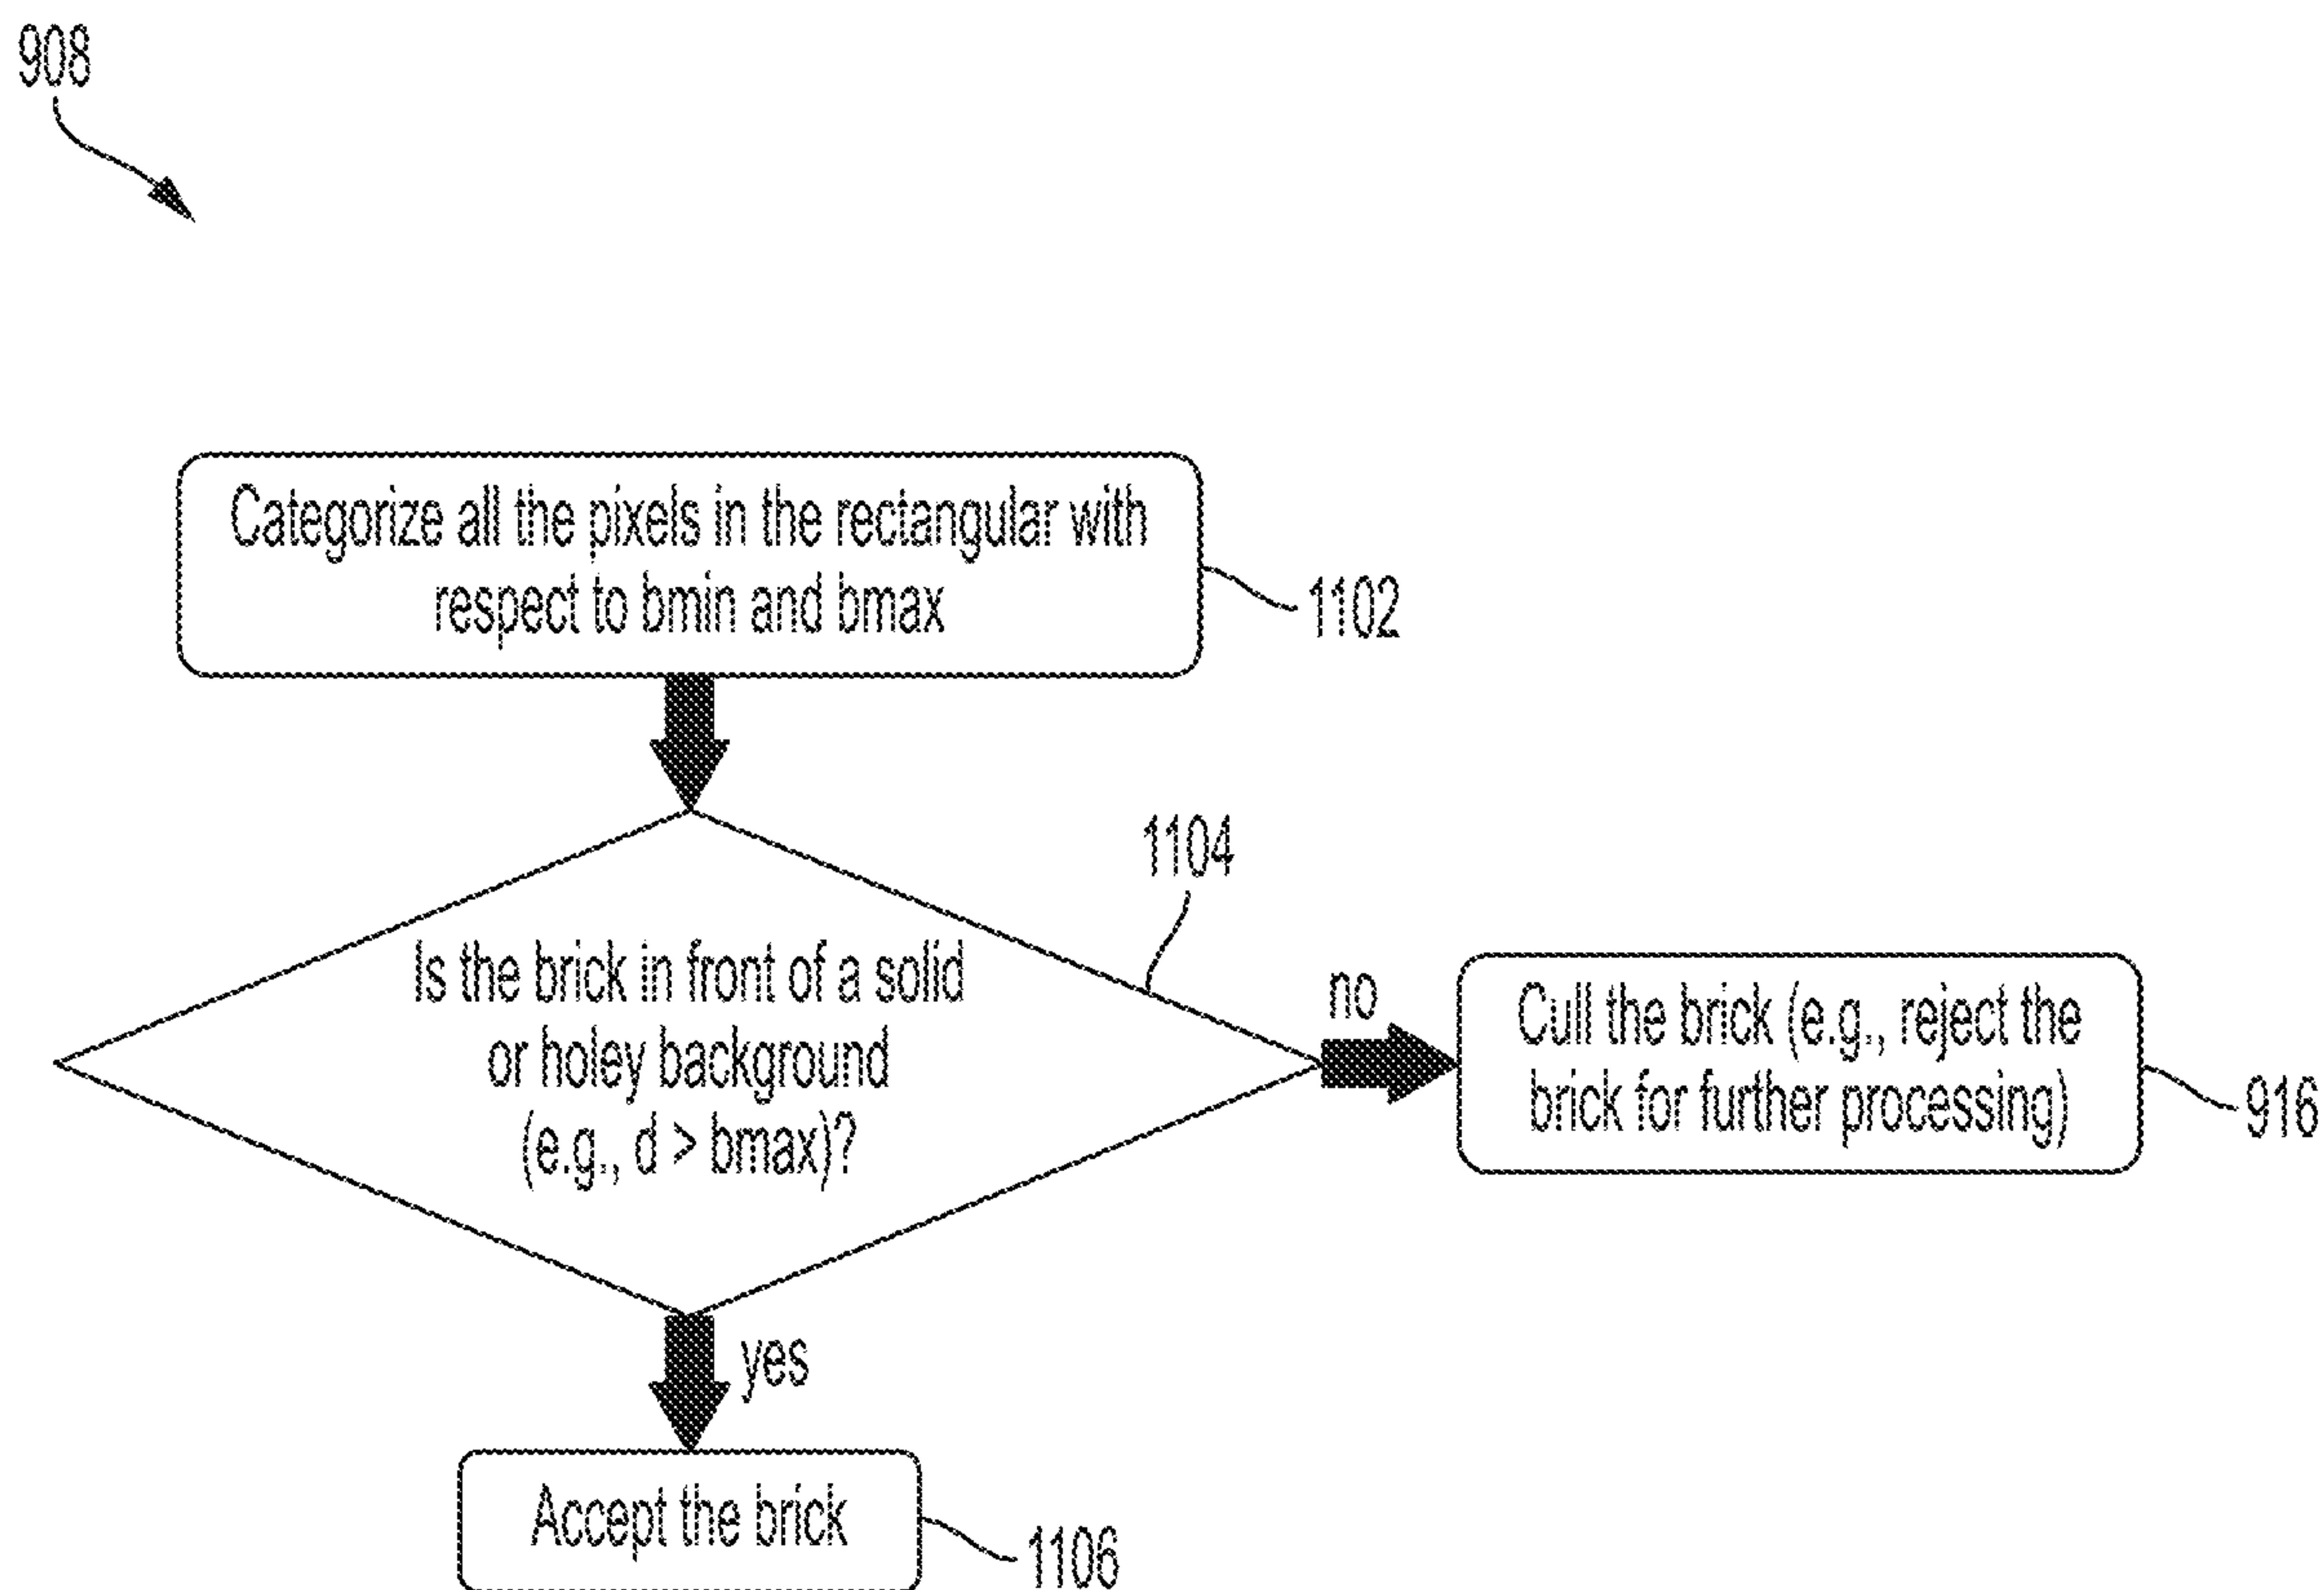 908
Categorize all the pixels in the rectangular with
respect to bmin and bmax
1102
1104
Is the brick in front of a solid
or holey background
(e.g., d > bmax)?
no
Cull the brick (e.g., reject the
brick for further processing)
916
yes
Accept the brick
1106